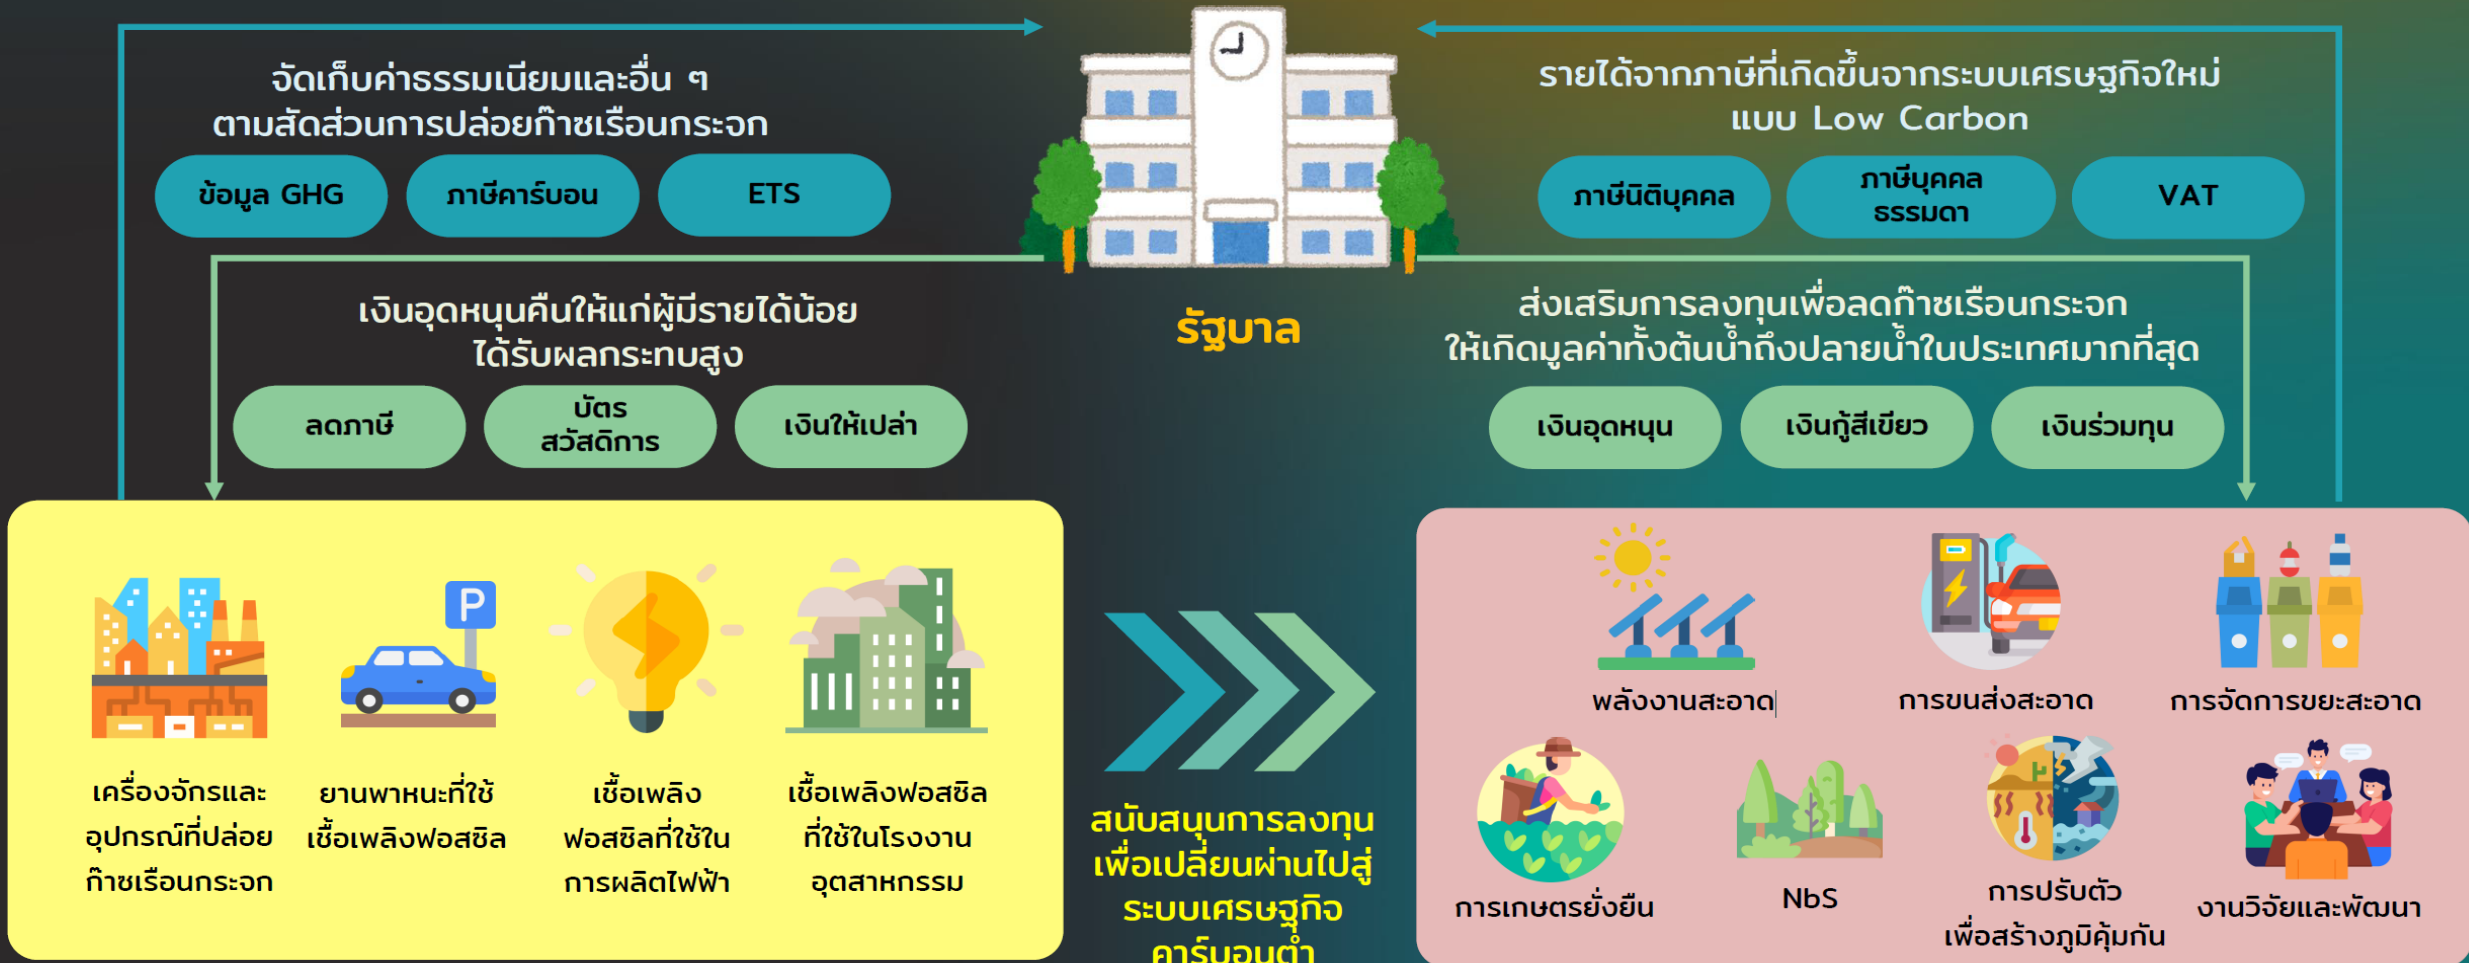 จัดเก็บค่าธรรมเนียมและอื่น ๆ
ตามสัดส่วนการปล่อยก๊าซเรือนกระจก
ข้อมูล GHG
ภาษีคาร์บอน
ETS
รายได้จากภาษีที่เกิดขึ้นจากระบบเศรษฐกิจใหม่
แบบ Low Carbon
ภาษีนิติบุคคล
ภาษีบุคคล
ธรรมดา
VAT
เงินอุดหนุนคืนให้แก่ผู้มีรายได้น้อย
ได้รับผลกระทบสูง
ลดภาษี
บัตร
สวัสดิการ
เงินให้เปล่า
รัฐบาล
ส่งเสริมการลงทุนเพื่อลดก๊าซเรือนกระจก
ให้เกิดมูลค่าทั้งต้นน้ำถึงปลายน้ำในประเทศมากที่สุด
เงินอุดหนุน
เงินกู้สีเขียว
เงินร่วมทุน
P
เครื่องจักรและ
อุปกรณ์ที่ปล่อย
ก๊าซเรือนกระจก
ยานพาหนะที่ใช้
เชื้อเพลิงฟอสซิล
เชื้อเพลิง
ฟอสซิลที่ใช้ใน
การผลิตไฟฟ้า
เชื้อเพลิงฟอสซิล
ที่ใช้ในโรงงาน
อุตสาหกรรม
สนับสนุนการลงทุน
เพื่อเปลี่ยนผ่านไปสู่
ระบบเศรษฐกิจ
คาร์บอนต่ำ
พลังงานสะอาด
การขนส่งสะอาด
การจัดการขยะสะอาด
การเกษตรยั่งยืน
NbS
การปรับตัว
เพื่อสร้างภูมิคุ้มกัน
งานวิจัยและพัฒนา